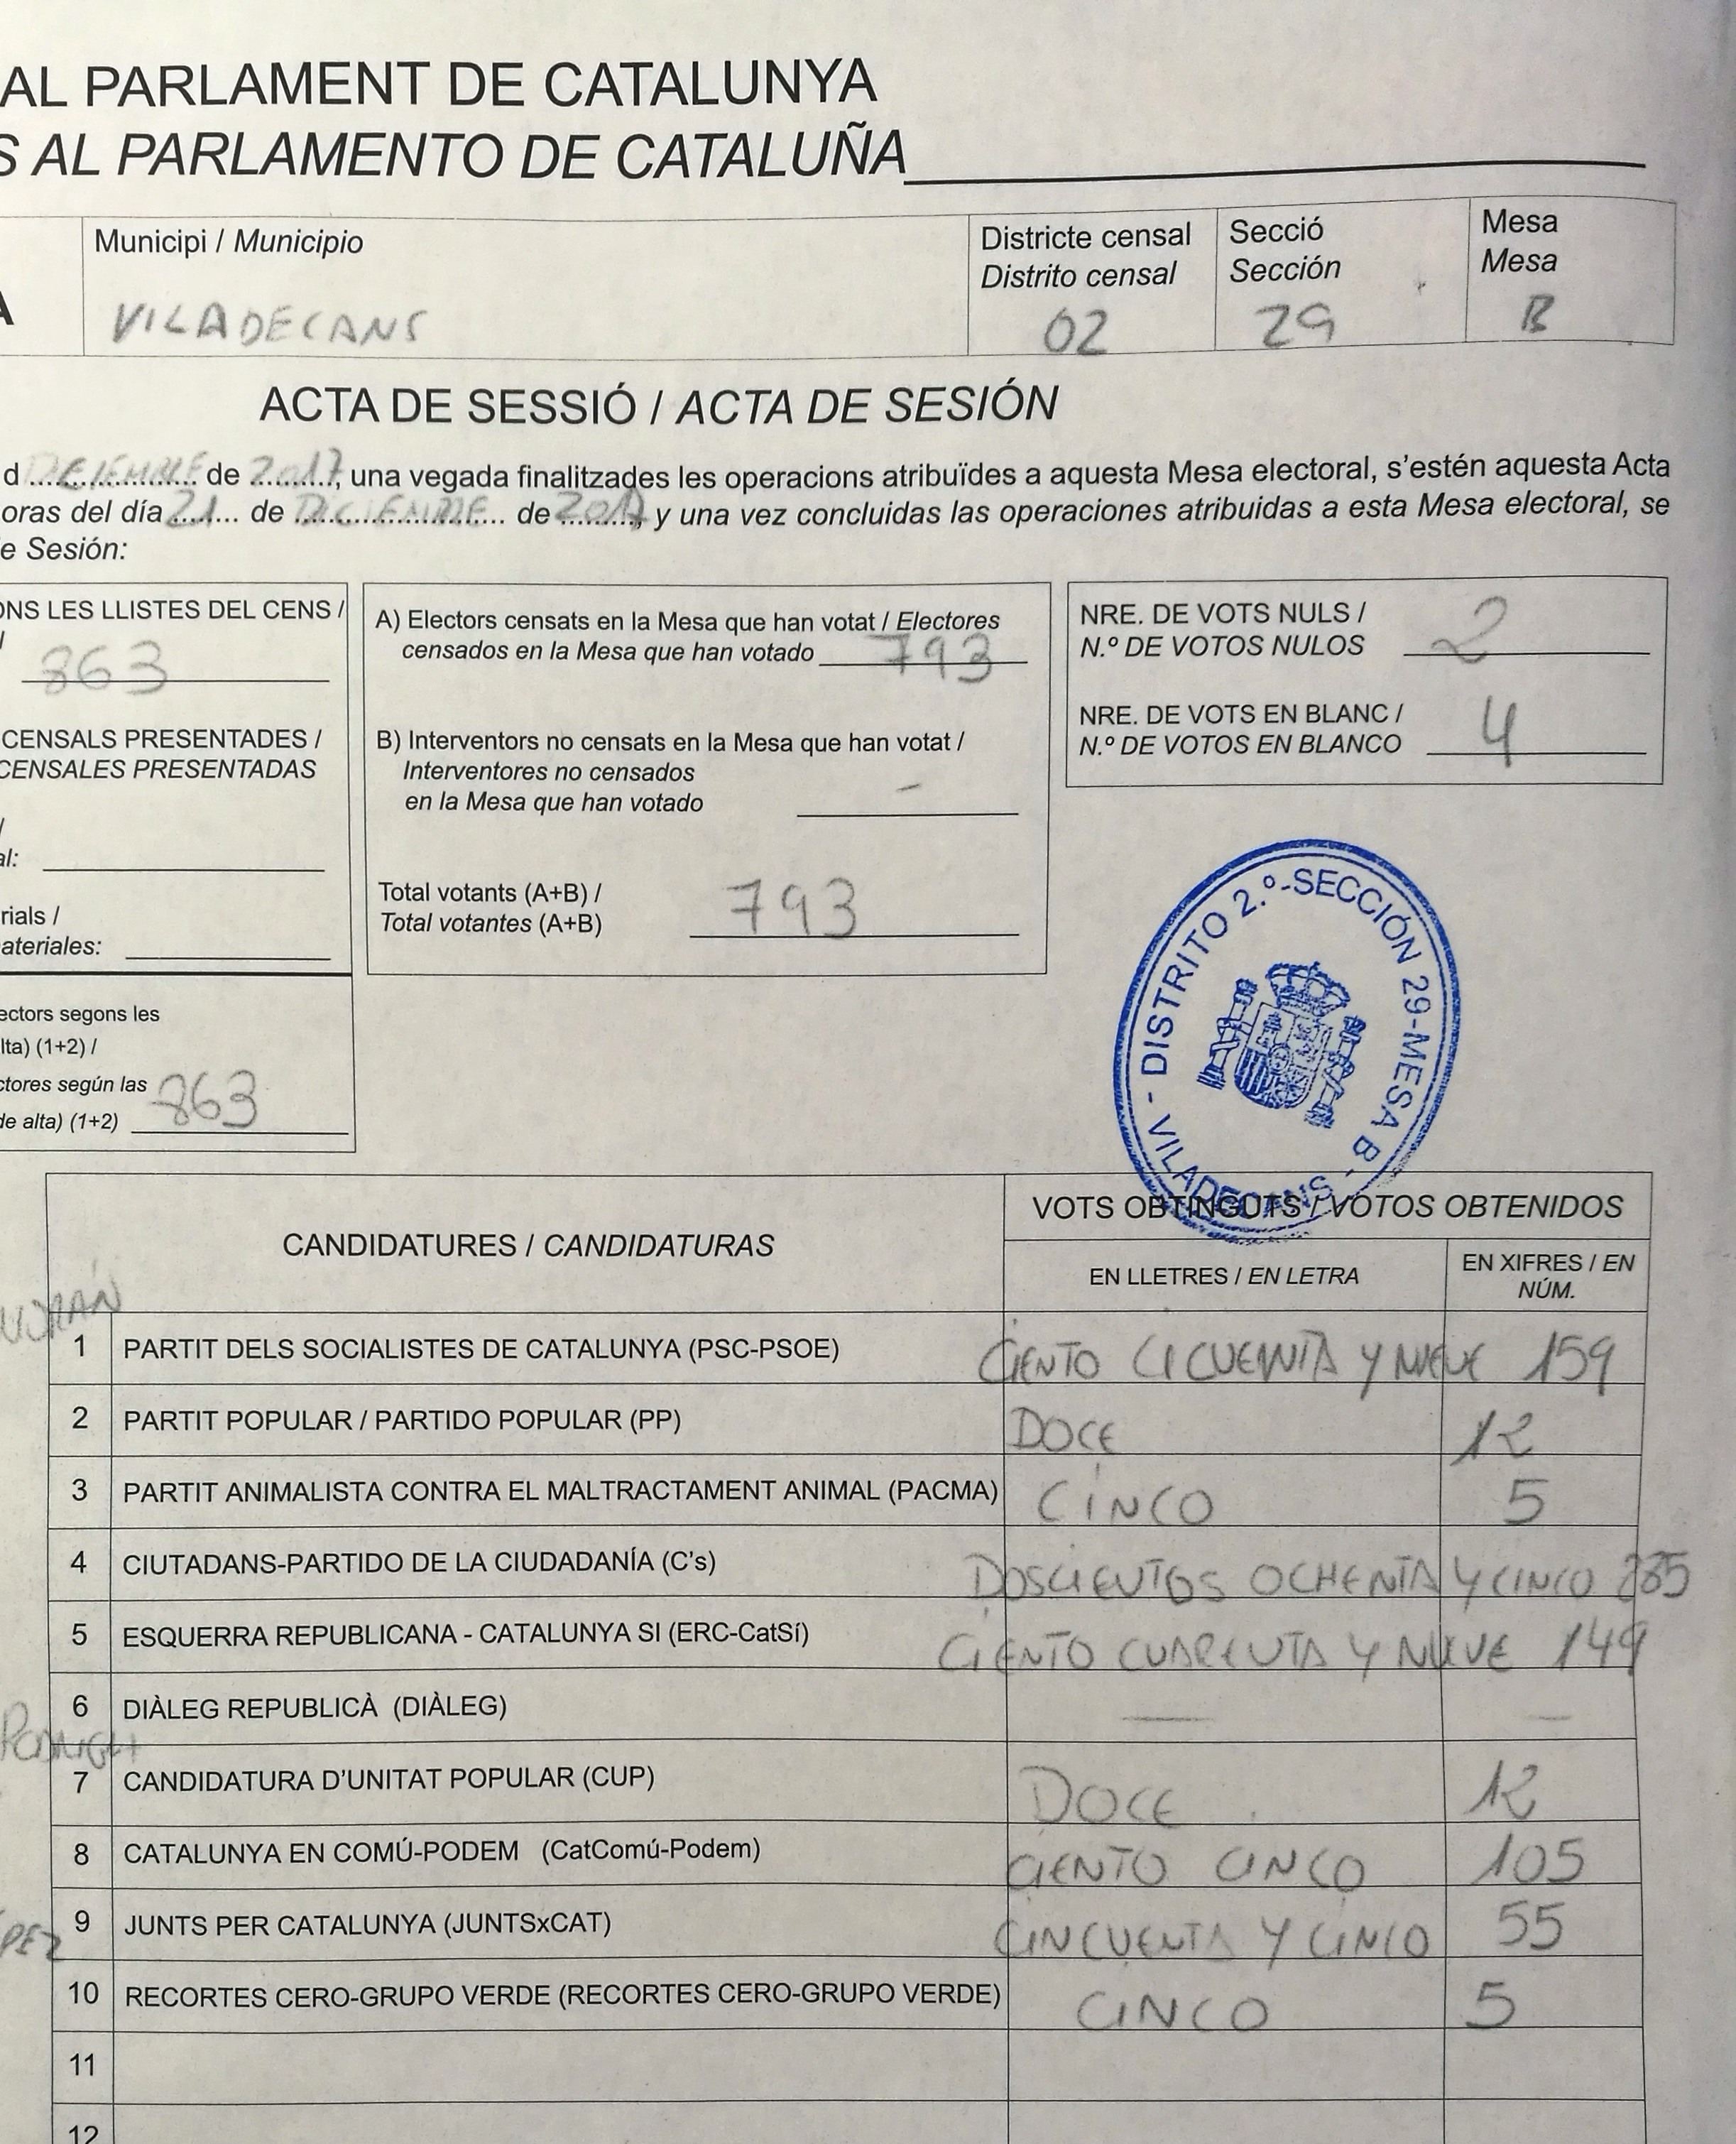 AL PARLAMENT DE CATALUNYA
S AL PARLAMENTO DE CATALUÑA
A
Municipi / Municipio
VILADECANS
Districte censal
Distrito censal
02
Secció
Sección
29
Mesa
Mesa
B
ACTA DE SESSIÓ / ACTA DE SESIÓN
d DICIEMBRE de 2017, una vegada finalitzades les operacions atribuïdes a aquesta Mesa electoral, s'estén aquesta Acta
oras del día 21 de DICIEMBRE de 2017, y una vez concluidas las operaciones atribuidas a esta Mesa electoral, se
e Sesión:
ONS LES LLISTES DEL CENS /
/
863
CENSALS PRESENTADES /
CENSALES PRESENTADAS
/
al:
rials /
ateriales:
ectors segons les
lta) (1+2) /
ctores según las
de alta) (1+2) 863
A) Electors censats en la Mesa que han votat / Electores
censados en la Mesa que han votado 793
B) Interventors no censats en la Mesa que han votat /
Interventores no censados
en la Mesa que han votado -
Total votants (A+B) /
Total votantes (A+B) 793
NRE. DE VOTS NULS /
N.º DE VOTOS NULOS 2
NRE. DE VOTS EN BLANC /
N.º DE VOTOS EN BLANCO 4
- DISTRITO 2.º-SECCIÓN 29-MESA B - VILADECANS
CANDIDATURES / CANDIDATURAS
VOTS OBTINGUTS / VOTOS OBTENIDOS
EN LLETRES / EN LETRA
EN XIFRES / EN
NÚM.
1 PARTIT DELS SOCIALISTES DE CATALUNYA (PSC-PSOE) CIENTO CICUENTA Y NUEVE 159
2 PARTIT POPULAR / PARTIDO POPULAR (PP) DOCE 12
3 PARTIT ANIMALISTA CONTRA EL MALTRACTAMENT ANIMAL (PACMA) CINCO 5
4 CIUTADANS-PARTIDO DE LA CIUDADANÍA (C's) DOSCIENTOS OCHENTA Y CINCO 285
5 ESQUERRA REPUBLICANA - CATALUNYA SI (ERC-CatSí) CIENTO CUARENTA Y NUEVE 149
6 DIÀLEG REPUBLICÀ (DIÀLEG) — —
7 CANDIDATURA D'UNITAT POPULAR (CUP) DOCE 12
8 CATALUNYA EN COMÚ-PODEM (CatComú-Podem) CIENTO CINCO 105
9 JUNTS PER CATALUNYA (JUNTSxCAT) CINCUENTA Y CINCO 55
10 RECORTES CERO-GRUPO VERDE (RECORTES CERO-GRUPO VERDE) CINCO 5
11
12